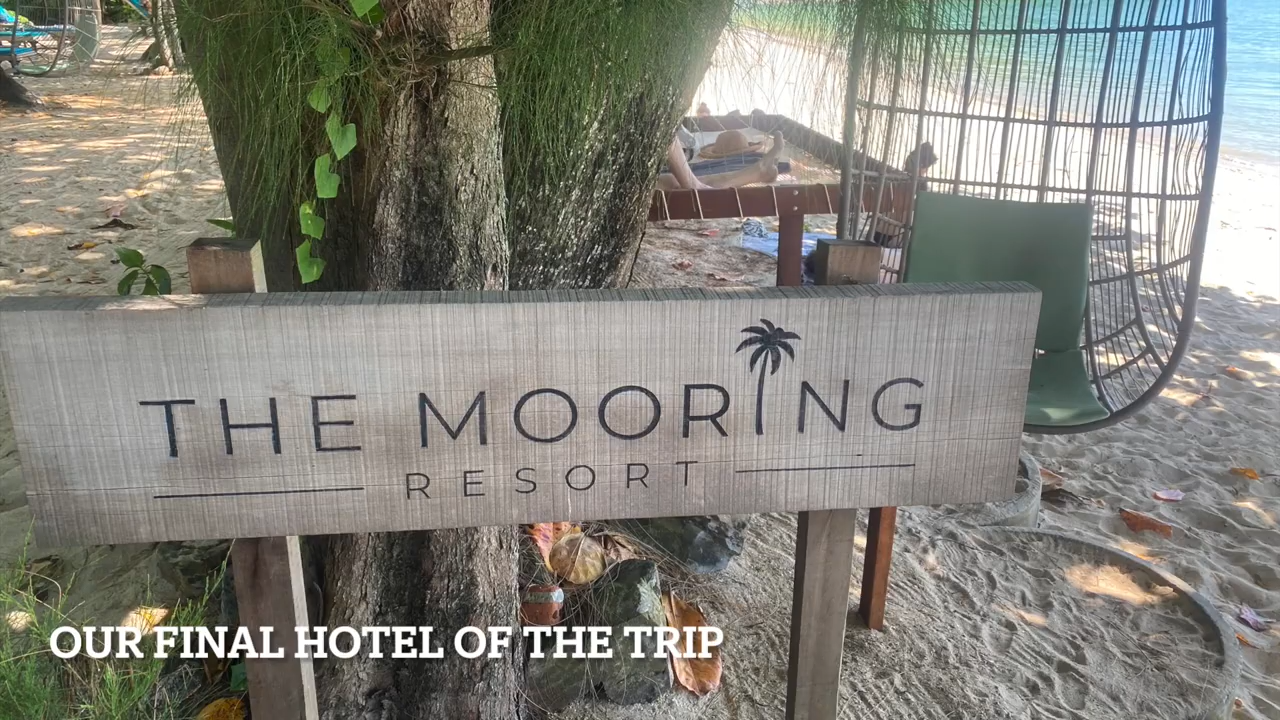 THE MOORING
RESORT
OUR FINAL HOTEL OF THE TRIP